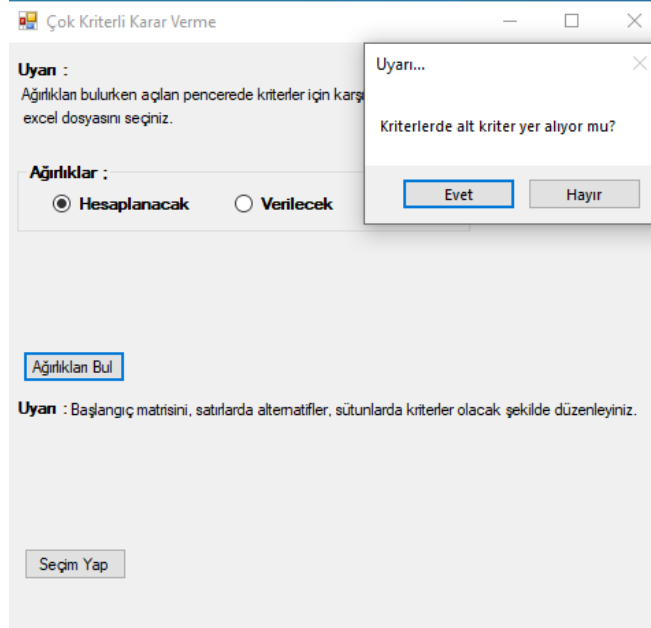 Çok Kriterli Karar Verme
Uyarı :
Ağırlıkları bulurken açılan pencerede kriterler için
excel dosyasını seçiniz.
Uyarı...
Kriterlerde alt kriter yer alıyor mu?
Evet Hayır
Ağırlıklar :
Hesaplanacak Verilecek
Ağırlıkları Bul
Uyarı : Başlangıç matrisini, satırlarda alternatifler, sütunlarda kriterler olacak şekilde düzenleyiniz.
Seçim Yap